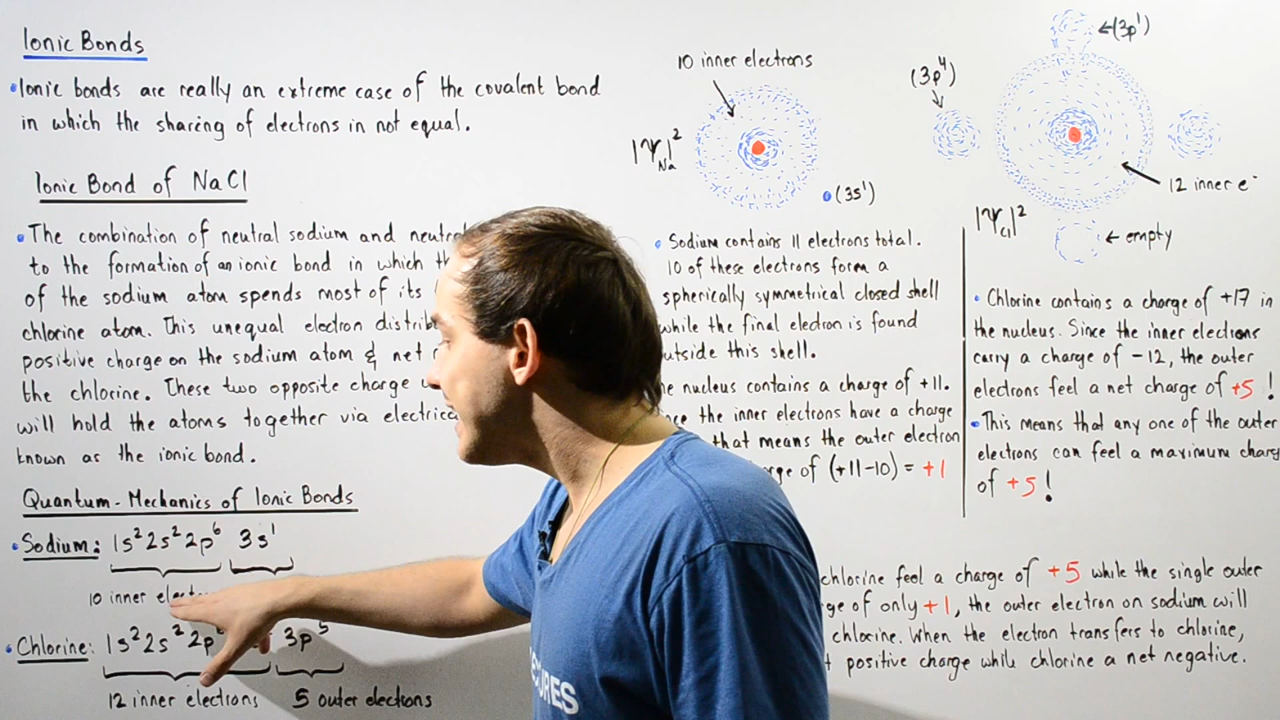 Ionic Bonds
• Ionic bonds are really an extreme case of the covalent bond
in which the sharing of electrons in not equal.
Ionic Bond of NaCl
• The combination of neutral sodium and
to the formation of an ionic bond in which
of the sodium atom spends most of its
chlorine atom. This unequal electron
positive charge on the sodium atom & net
the chlorine. These two opposite charge
will hold the atoms together via
known as the ionic bond.
Quantum-Mechanics of Ionic Bonds
• Sodium: 1s² 2s² 2p⁶ 3s¹
10 inner
• Chlorine: 1s² 2s² 2p 3p⁵
12 inner electrons 5 outer electrons
10 inner electrons
|Ψ_Na|²
(3s¹)
• Sodium contains 11 electrons total.
10 of these electrons form a
spherically symmetrical closed shell
while the final electron is found
outside this shell.
nucleus contains a charge of +11.
the inner electrons have a charge
that means the outer electron
of (+11-10) = +1
(3p¹)
(3p⁴)
12 inner e⁻
|Ψ_Cl|²
empty
• Chlorine contains a charge of +17 in
the nucleus. Since the inner electrons
carry a charge of -12, the outer
electrons feel a net charge of +5 !
• This means that any one of the outer
electrons can feel a maximum charg
of +5 !
chlorine feel a charge of +5 while the single outer
of only +1, the outer electron on sodium will
chlorine. When the electron transfers to chlorine,
positive charge while chlorine a net negative.
URES